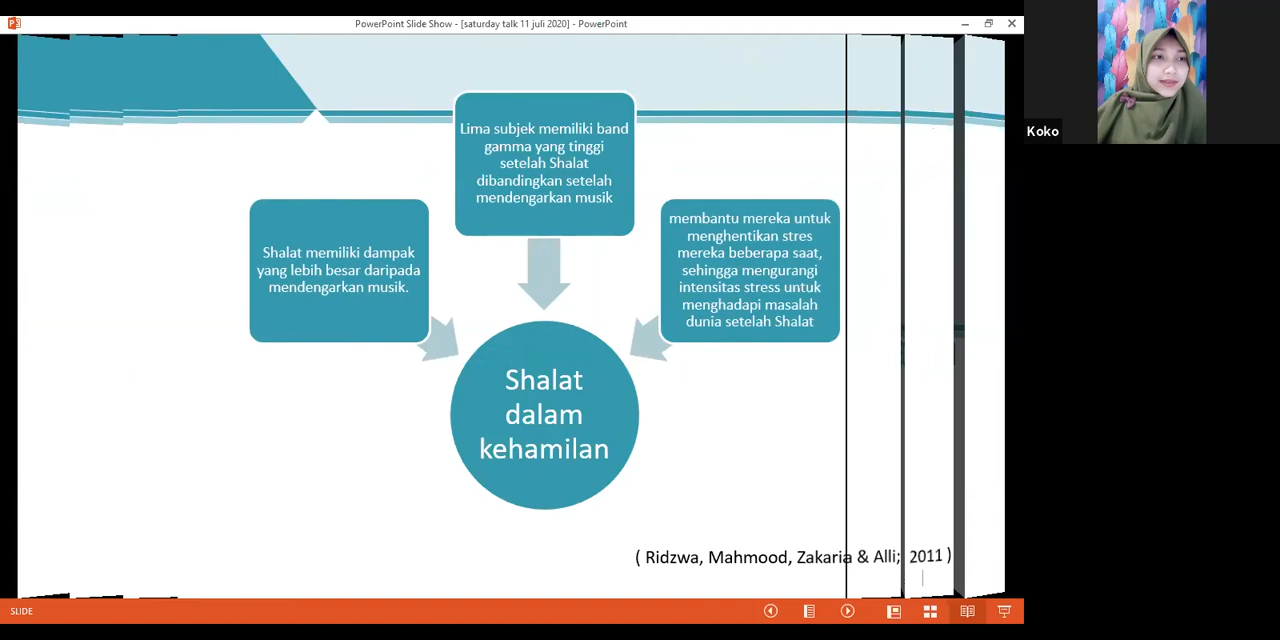 PowerPoint Slide Show - [saturday talk 11 juli 2020] - PowerPoint
Koko
Lima subjek memiliki band
gamma yang tinggi
setelah Shalat
dibandingkan setelah
mendengarkan musik
Shalat memiliki dampak
yang lebih besar daripada
mendengarkan musik.
membantu mereka untuk
menghentikan stres
mereka beberapa saat,
sehingga mengurangi
intensitas stress untuk
menghadapi masalah
dunia setelah Shalat
Shalat
dalam
kehamilan
( Ridzwa, Mahmood, Zakaria & Alli; 2011 )
SLIDE